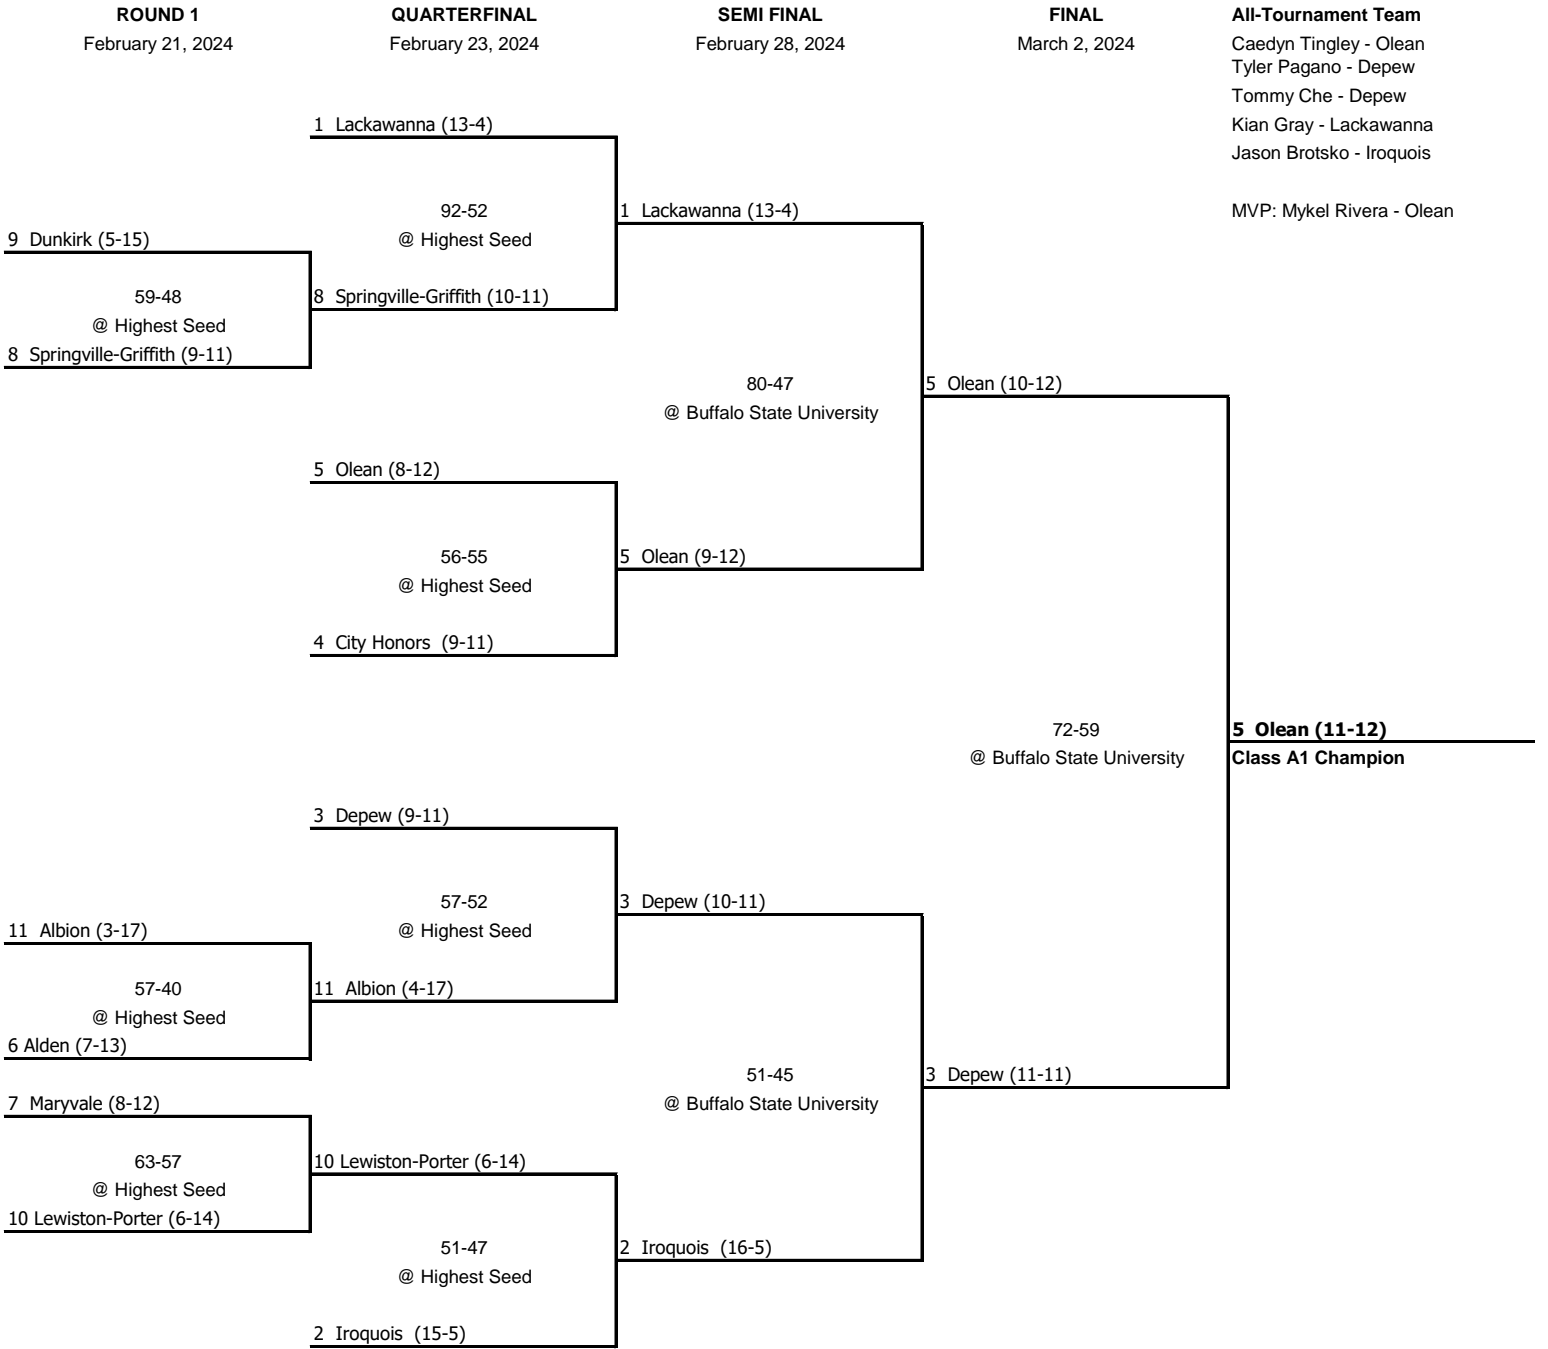 ROUND 1
February 21, 2024
QUARTERFINAL
February 23, 2024
SEMI FINAL
February 28, 2024
FINAL
March 2, 2024
All-Tournament Team
Caedyn Tingley - Olean
Tyler Pagano - Depew
Tommy Che - Depew
Kian Gray - Lackawanna
Jason Brotsko - Iroquois
MVP: Mykel Rivera - Olean
9 Dunkirk (5-15)
59-48
@ Highest Seed
8 Springville-Griffith (9-11)
11 Albion (3-17)
57-40
@ Highest Seed
6 Alden (7-13)
7 Maryvale (8-12)
63-57
@ Highest Seed
10 Lewiston-Porter (6-14)
1 Lackawanna (13-4)
92-52
@ Highest Seed
8 Springville-Griffith (10-11)
5 Olean (8-12)
56-55
@ Highest Seed
4 City Honors (9-11)
3 Depew (9-11)
57-52
@ Highest Seed
11 Albion (4-17)
10 Lewiston-Porter (6-14)
51-47
@ Highest Seed
2 Iroquois (15-5)
1 Lackawanna (13-4)
80-47
@ Buffalo State University
5 Olean (9-12)
3 Depew (10-11)
51-45
@ Buffalo State University
2 Iroquois (16-5)
5 Olean (10-12)
72-59
@ Buffalo State University
3 Depew (11-11)
5 Olean (11-12)
Class A1 Champion